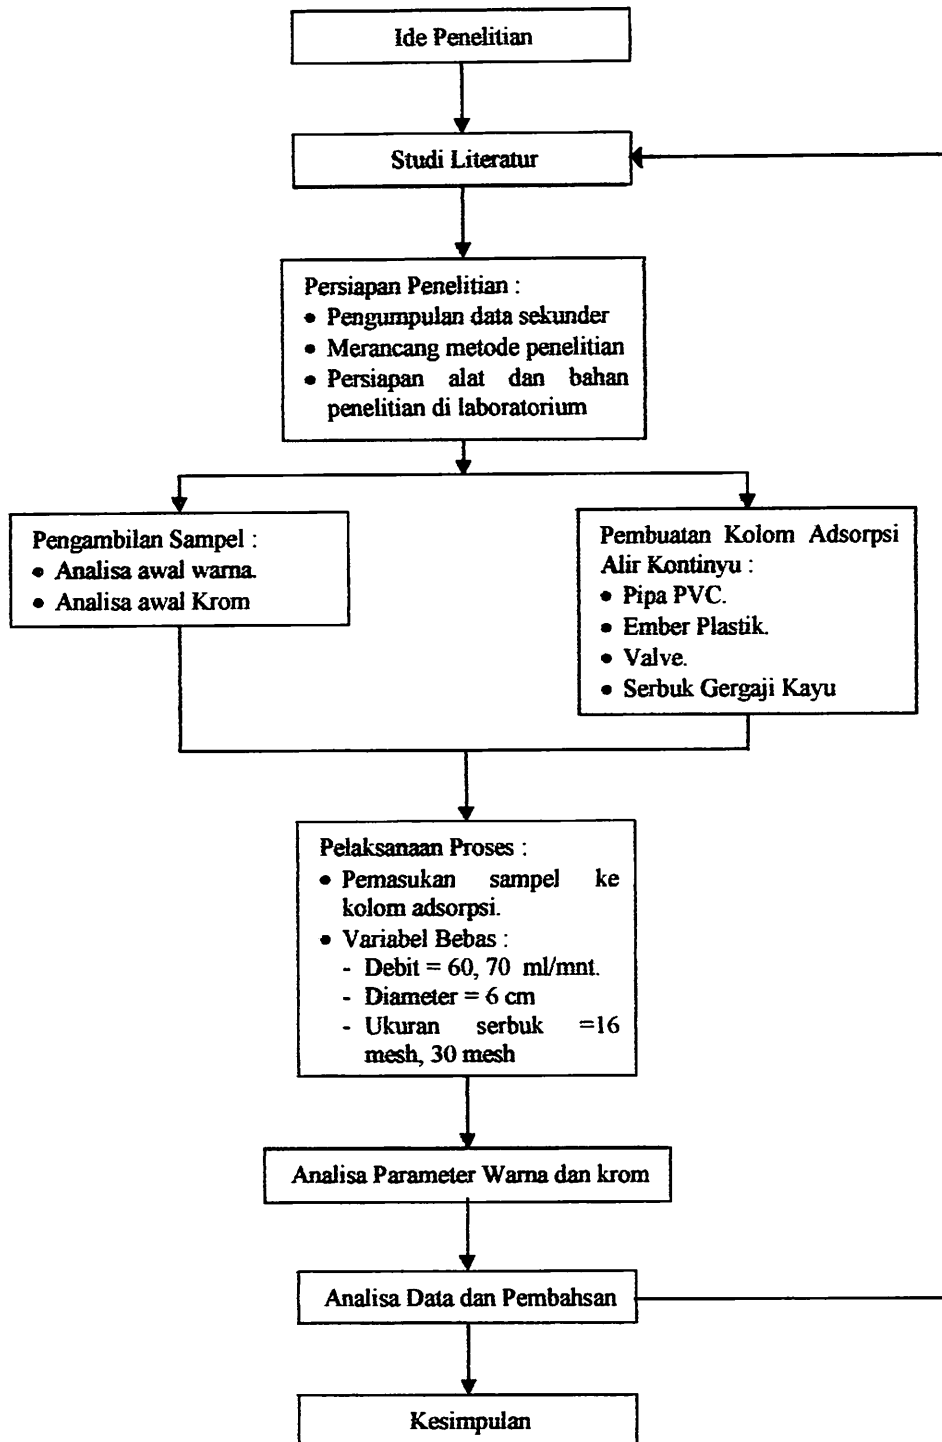 Ide Penelitian
Studi Literatur
Persiapan Penelitian :
• Pengumpulan data sekunder
• Merancang metode penelitian
• Persiapan alat dan bahan
penelitian di laboratorium
Pengambilan Sampel :
• Analisa awal warna.
• Analisa awal Krom
Pembuatan Kolom Adsorpsi
Alir Kontinyu :
• Pipa PVC.
• Ember Plastik.
• Valve.
• Serbuk Gergaji Kayu
Pelaksanaan Proses :
• Pemasukan sampel ke
kolom adsorpsi.
• Variabel Bebas :
- Debit = 60, 70 ml/mnt.
- Diameter = 6 cm
- Ukuran serbuk =16
mesh, 30 mesh
Analisa Parameter Warna dan krom
Analisa Data dan Pembahsan
Kesimpulan